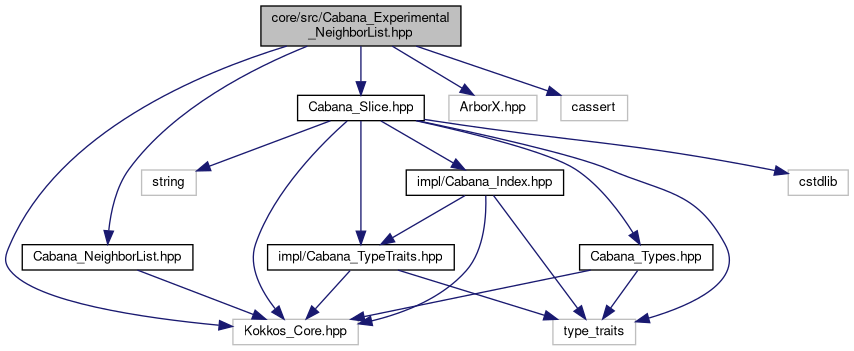 core/src/Cabana_Experimental
_NeighborList.hpp
Cabana_Slice.hpp
ArborX.hpp
cassert
string
impl/Cabana_Index.hpp
cstdlib
Cabana_NeighborList.hpp
impl/Cabana_TypeTraits.hpp
Cabana_Types.hpp
Kokkos_Core.hpp
type_traits